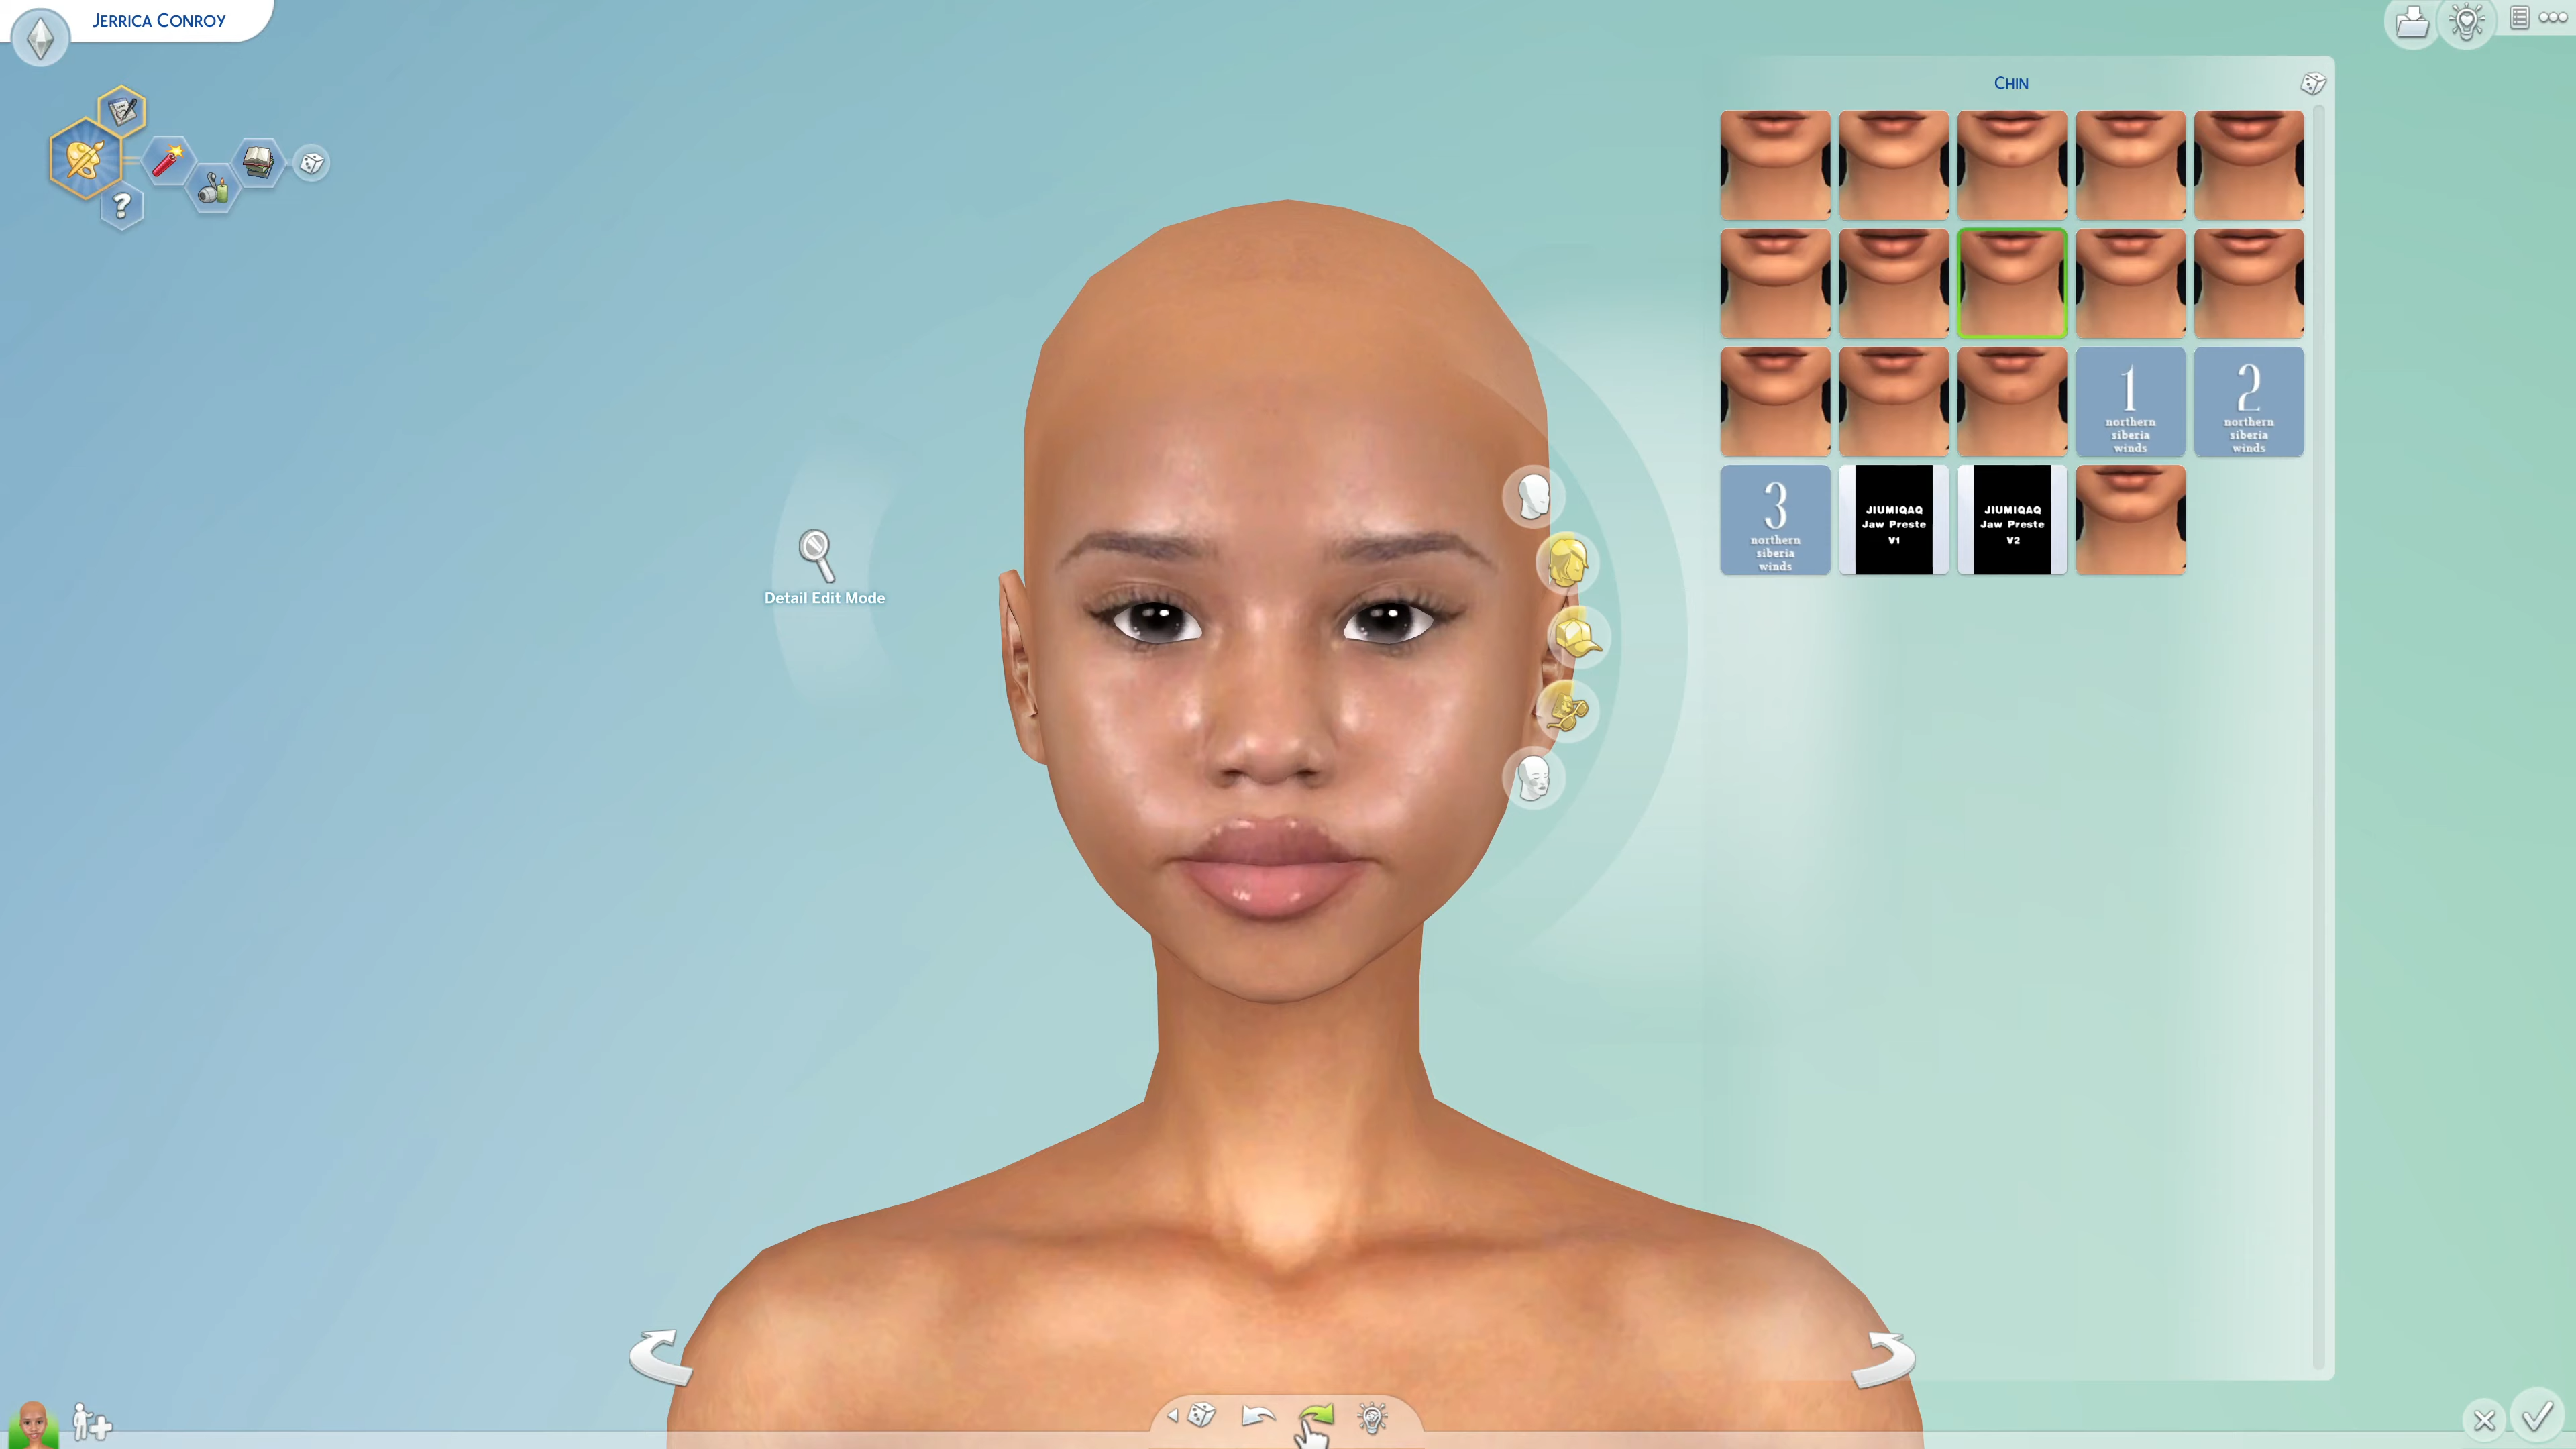 JERRICA CONROY
CHIN
Detail Edit Mode
1
northern
siberia
winds
2
northern
siberia
winds
3
northern
siberia
winds
JIUMIQAQ
Jaw Preste
V1
JIUMIQAQ
Jaw Preste
V2
?